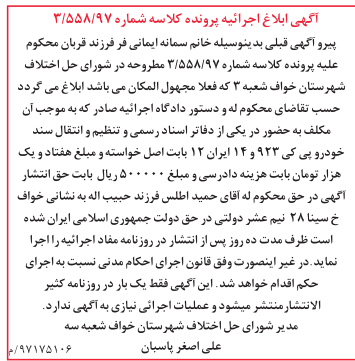 آگهی ابلاغ اجرائیه پرونده کلاسه شماره ۳/۵۵۸/۹۷
پیرو آگهی قبلی بدینوسیله خانم سمانه ایمانی فر فرزند قربان محکوم
علیه پرونده کلاسه شماره ۳/۵۵۸/۹۷ مطروحه در شورای حل اختلاف
شهرستان خواف شعبه ۳ که فعلا مجهول المکان می باشد ابلاغ می گردد
حسب تقاضای محکوم له و دستور دادگاه اجرائیه صادر که به موجب آن
مکلف به حضور در یکی از دفاتر اسناد رسمی و تنظیم و انتقال سند
خودرو پی کی ۹۲۳ و ۱۴ ایران ۱۲ بابت اصل خواسته و مبلغ هفتاد و یک
هزار تومان بابت هزینه دادرسی و مبلغ ۵۰۰۰۰۰ ریال بابت حق انتشار
آگهی در حق محکوم له آقای حمید اطلس فرزند حبیب اله به نشانی خواف
خ سینا ۲۸ نیم عشر دولتی در حق دولت جمهوری اسلامی ایران شده
است ظرف مدت ده روز پس از انتشار در روزنامه مفاد اجرائیه را اجرا
نماید.در غیر اینصورت وفق قانون اجرای احکام مدنی نسبت به اجرای
حکم اقدام خواهد شد. این آگهی فقط یک بار در روزنامه کثیر
الانتشارمنتشر میشود و عملیات اجرائی نیازی به آگهی ندارد.
مدیر شورای حل اختلاف شهرستان خواف شعبه سه
علی اصغر پاسبان
۹۷۱۷۵۱۰۶/م